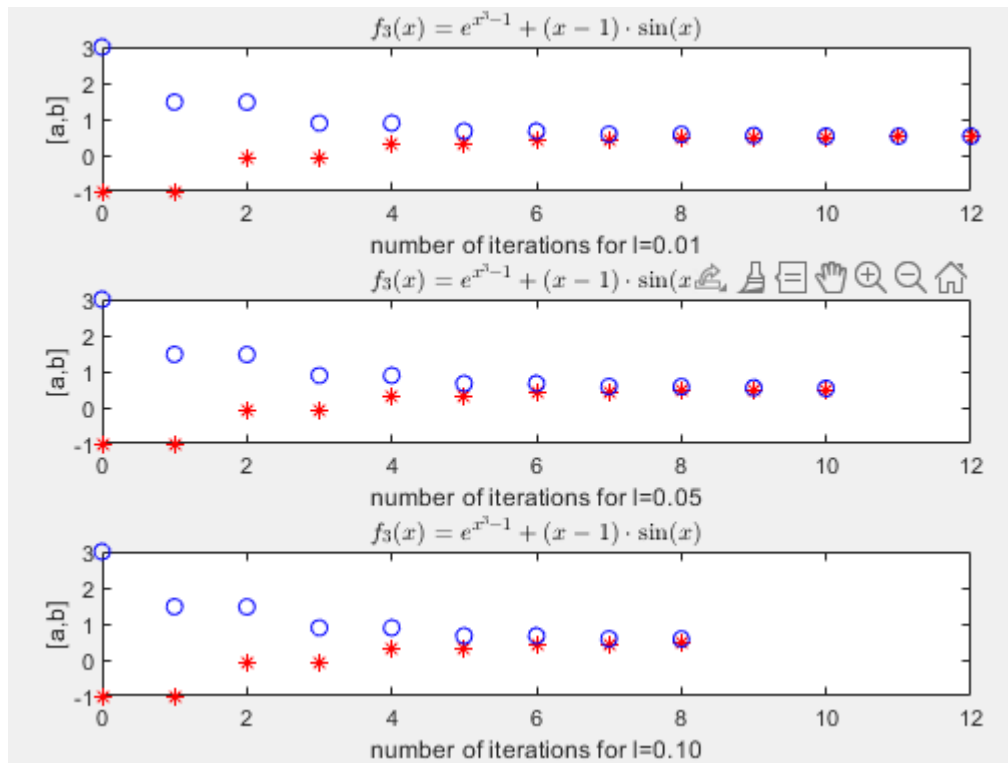 f₃(x) = e^{x³−1} + (x − 1) · sin(x)
3
2
1
0
-1
[a,b]
0 2 4 6 8 10 12
number of iterations for l=0.01
f₃(x) = e^{x³−1} + (x − 1) · sin(x
3
2
1
0
-1
[a,b]
0 2 4 6 8 10 12
number of iterations for l=0.05
f₃(x) = e^{x³−1} + (x − 1) · sin(x)
3
2
1
0
-1
[a,b]
0 2 4 6 8 10 12
number of iterations for l=0.10